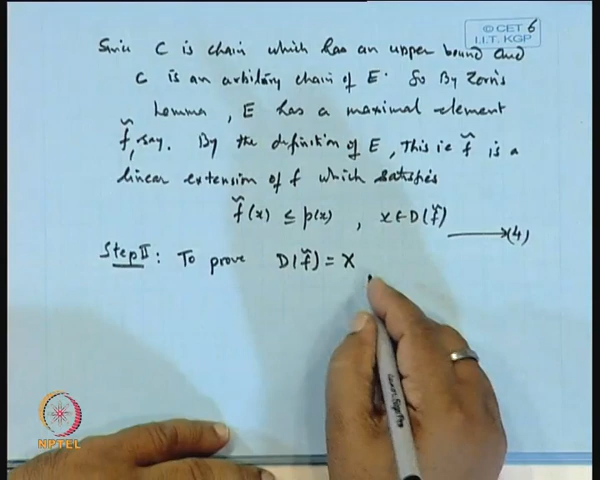 © CET 6
I.I.T. KGP
Since C is chain which has an upper bound and
C is an arbitrary chain of E. So By Zorn's
Lemma, E has a maximal element
f̃, say. By the definition of E, This ie f̃ is a
linear extension of f which satisfies
f̃(x) ≤ p(x) , x ∈ D(f̃) → (4)
Step II : To prove D(f̃) = X
NPTEL